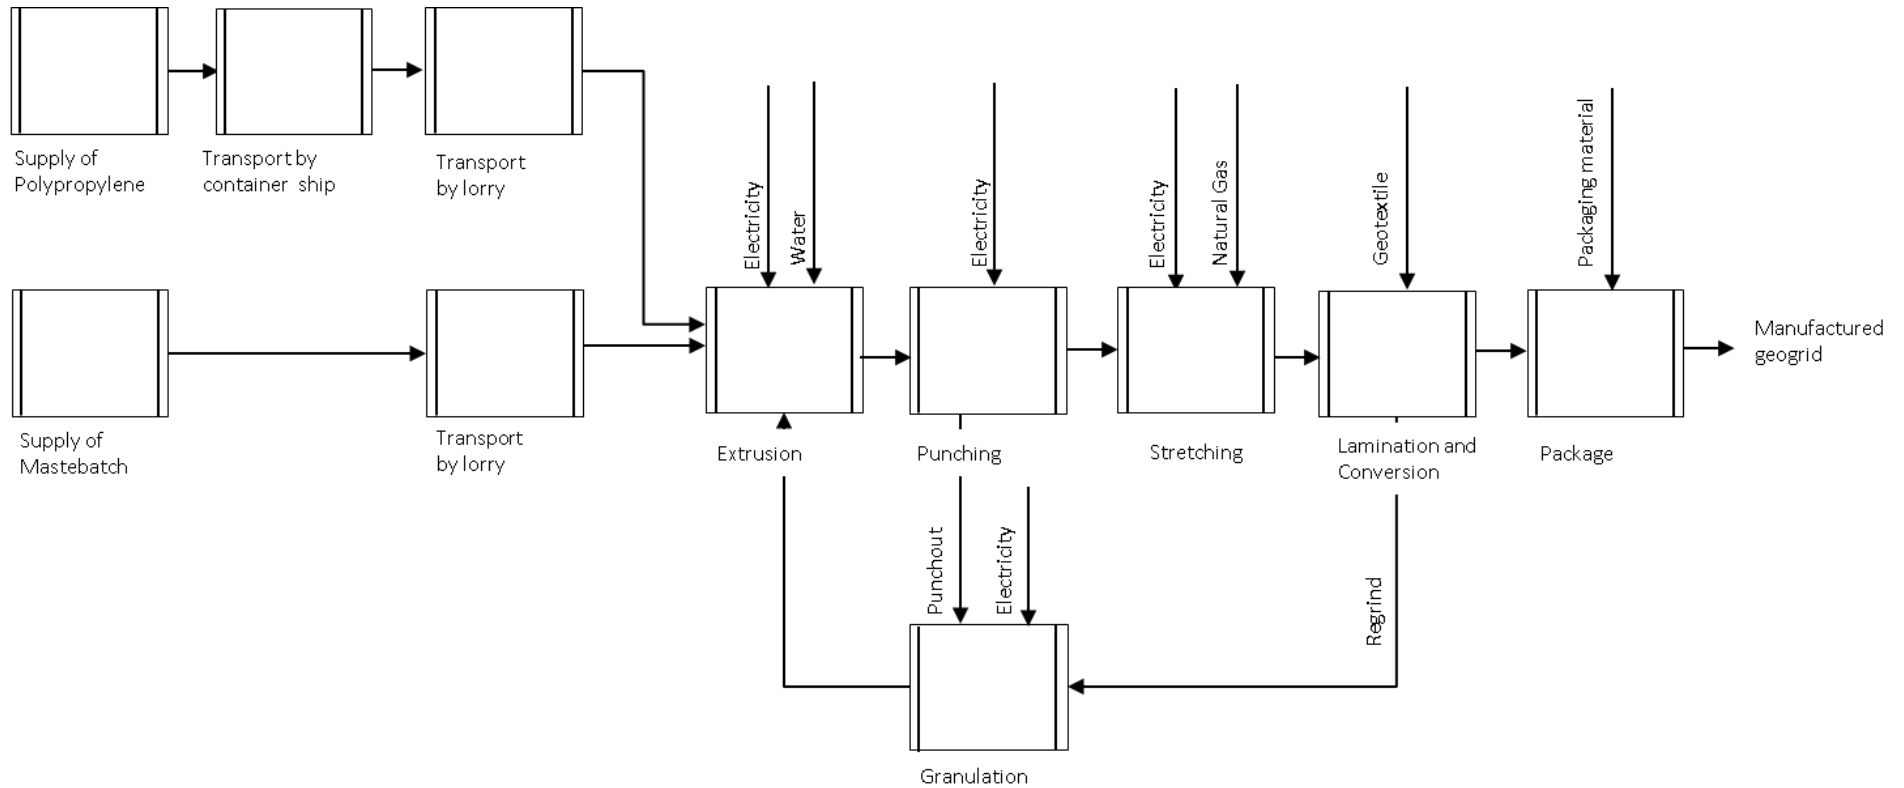 Supply of
Polypropylene
Transport by
container ship
Transport
by lorry
Electricity
Water
Electricity
Electricity
Natural Gas
Geotextile
Packaging material
Manufactured
geogrid
Supply of
Mastebatch
Transport
by lorry
Extrusion
Punching
Stretching
Lamination and
Conversion
Package
Punchout
Electricity
Regrind
Granulation